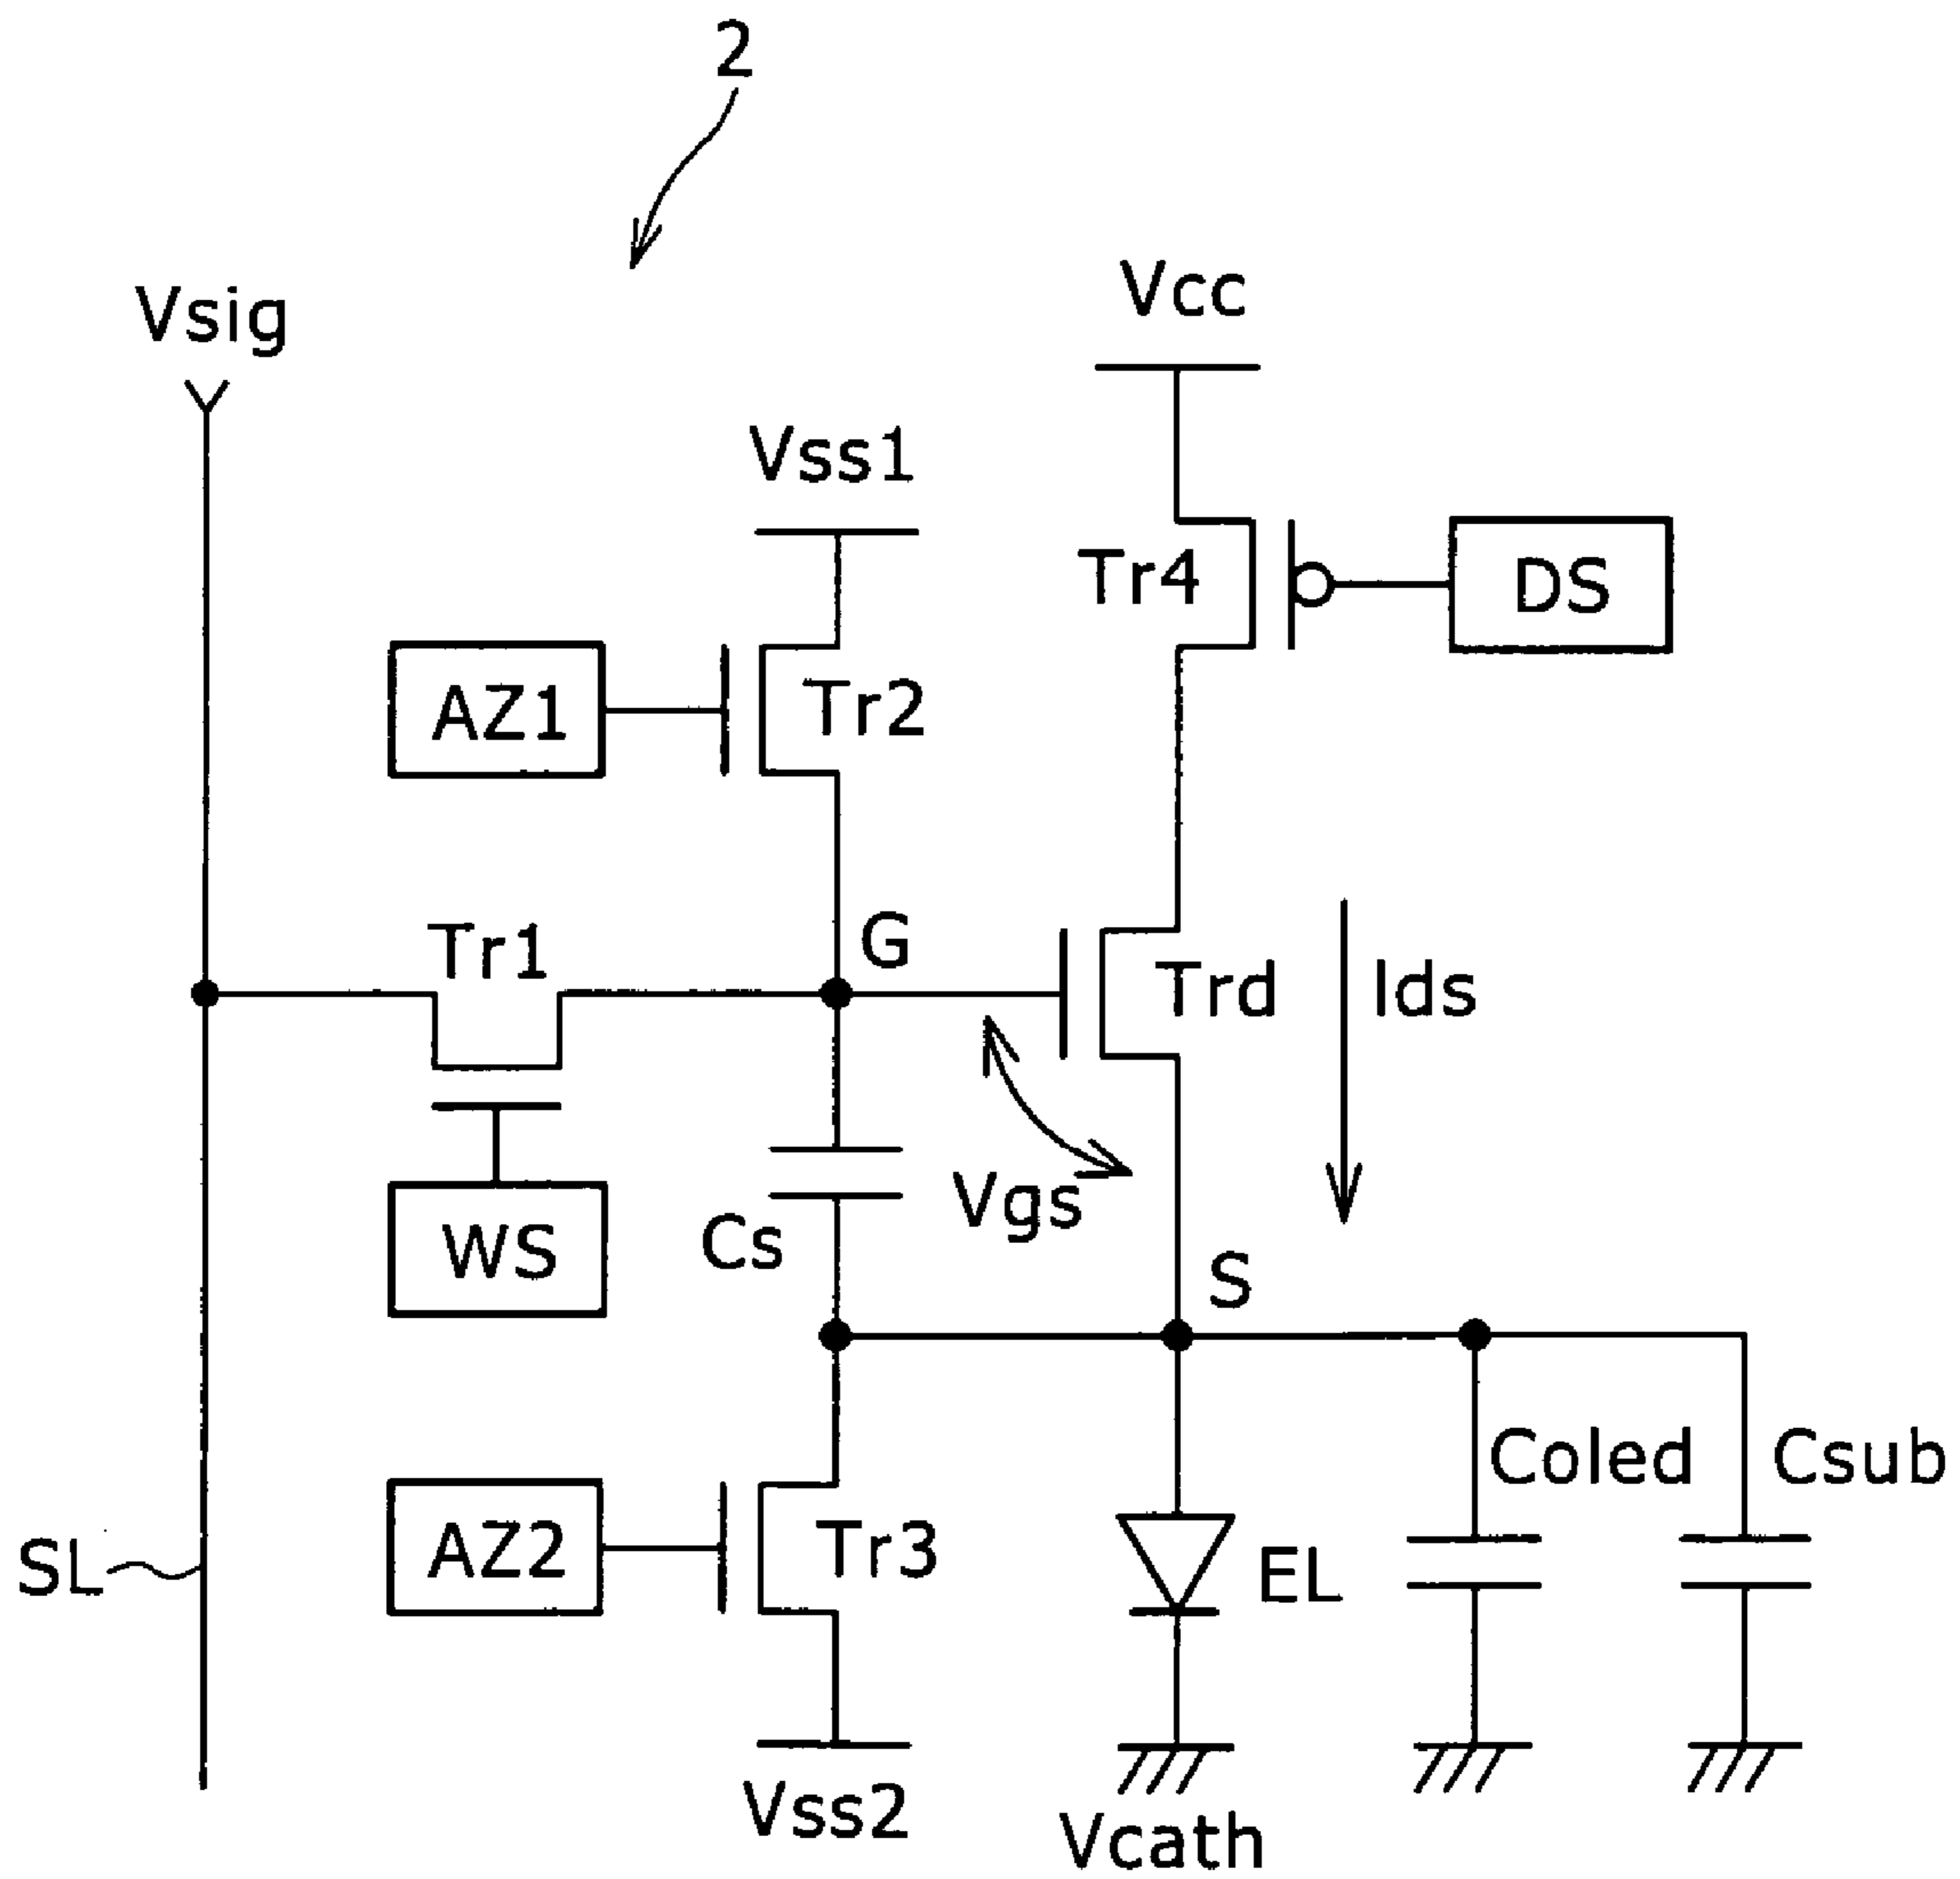 2
Vsig
Vcc
Vss1
Tr4
DS
AZ1
Tr2
Tr1
G
Trd
Ids
WS
Cs
Vgs
S
Coled
Csub
SL
AZ2
Tr3
EL
Vss2
Vcath